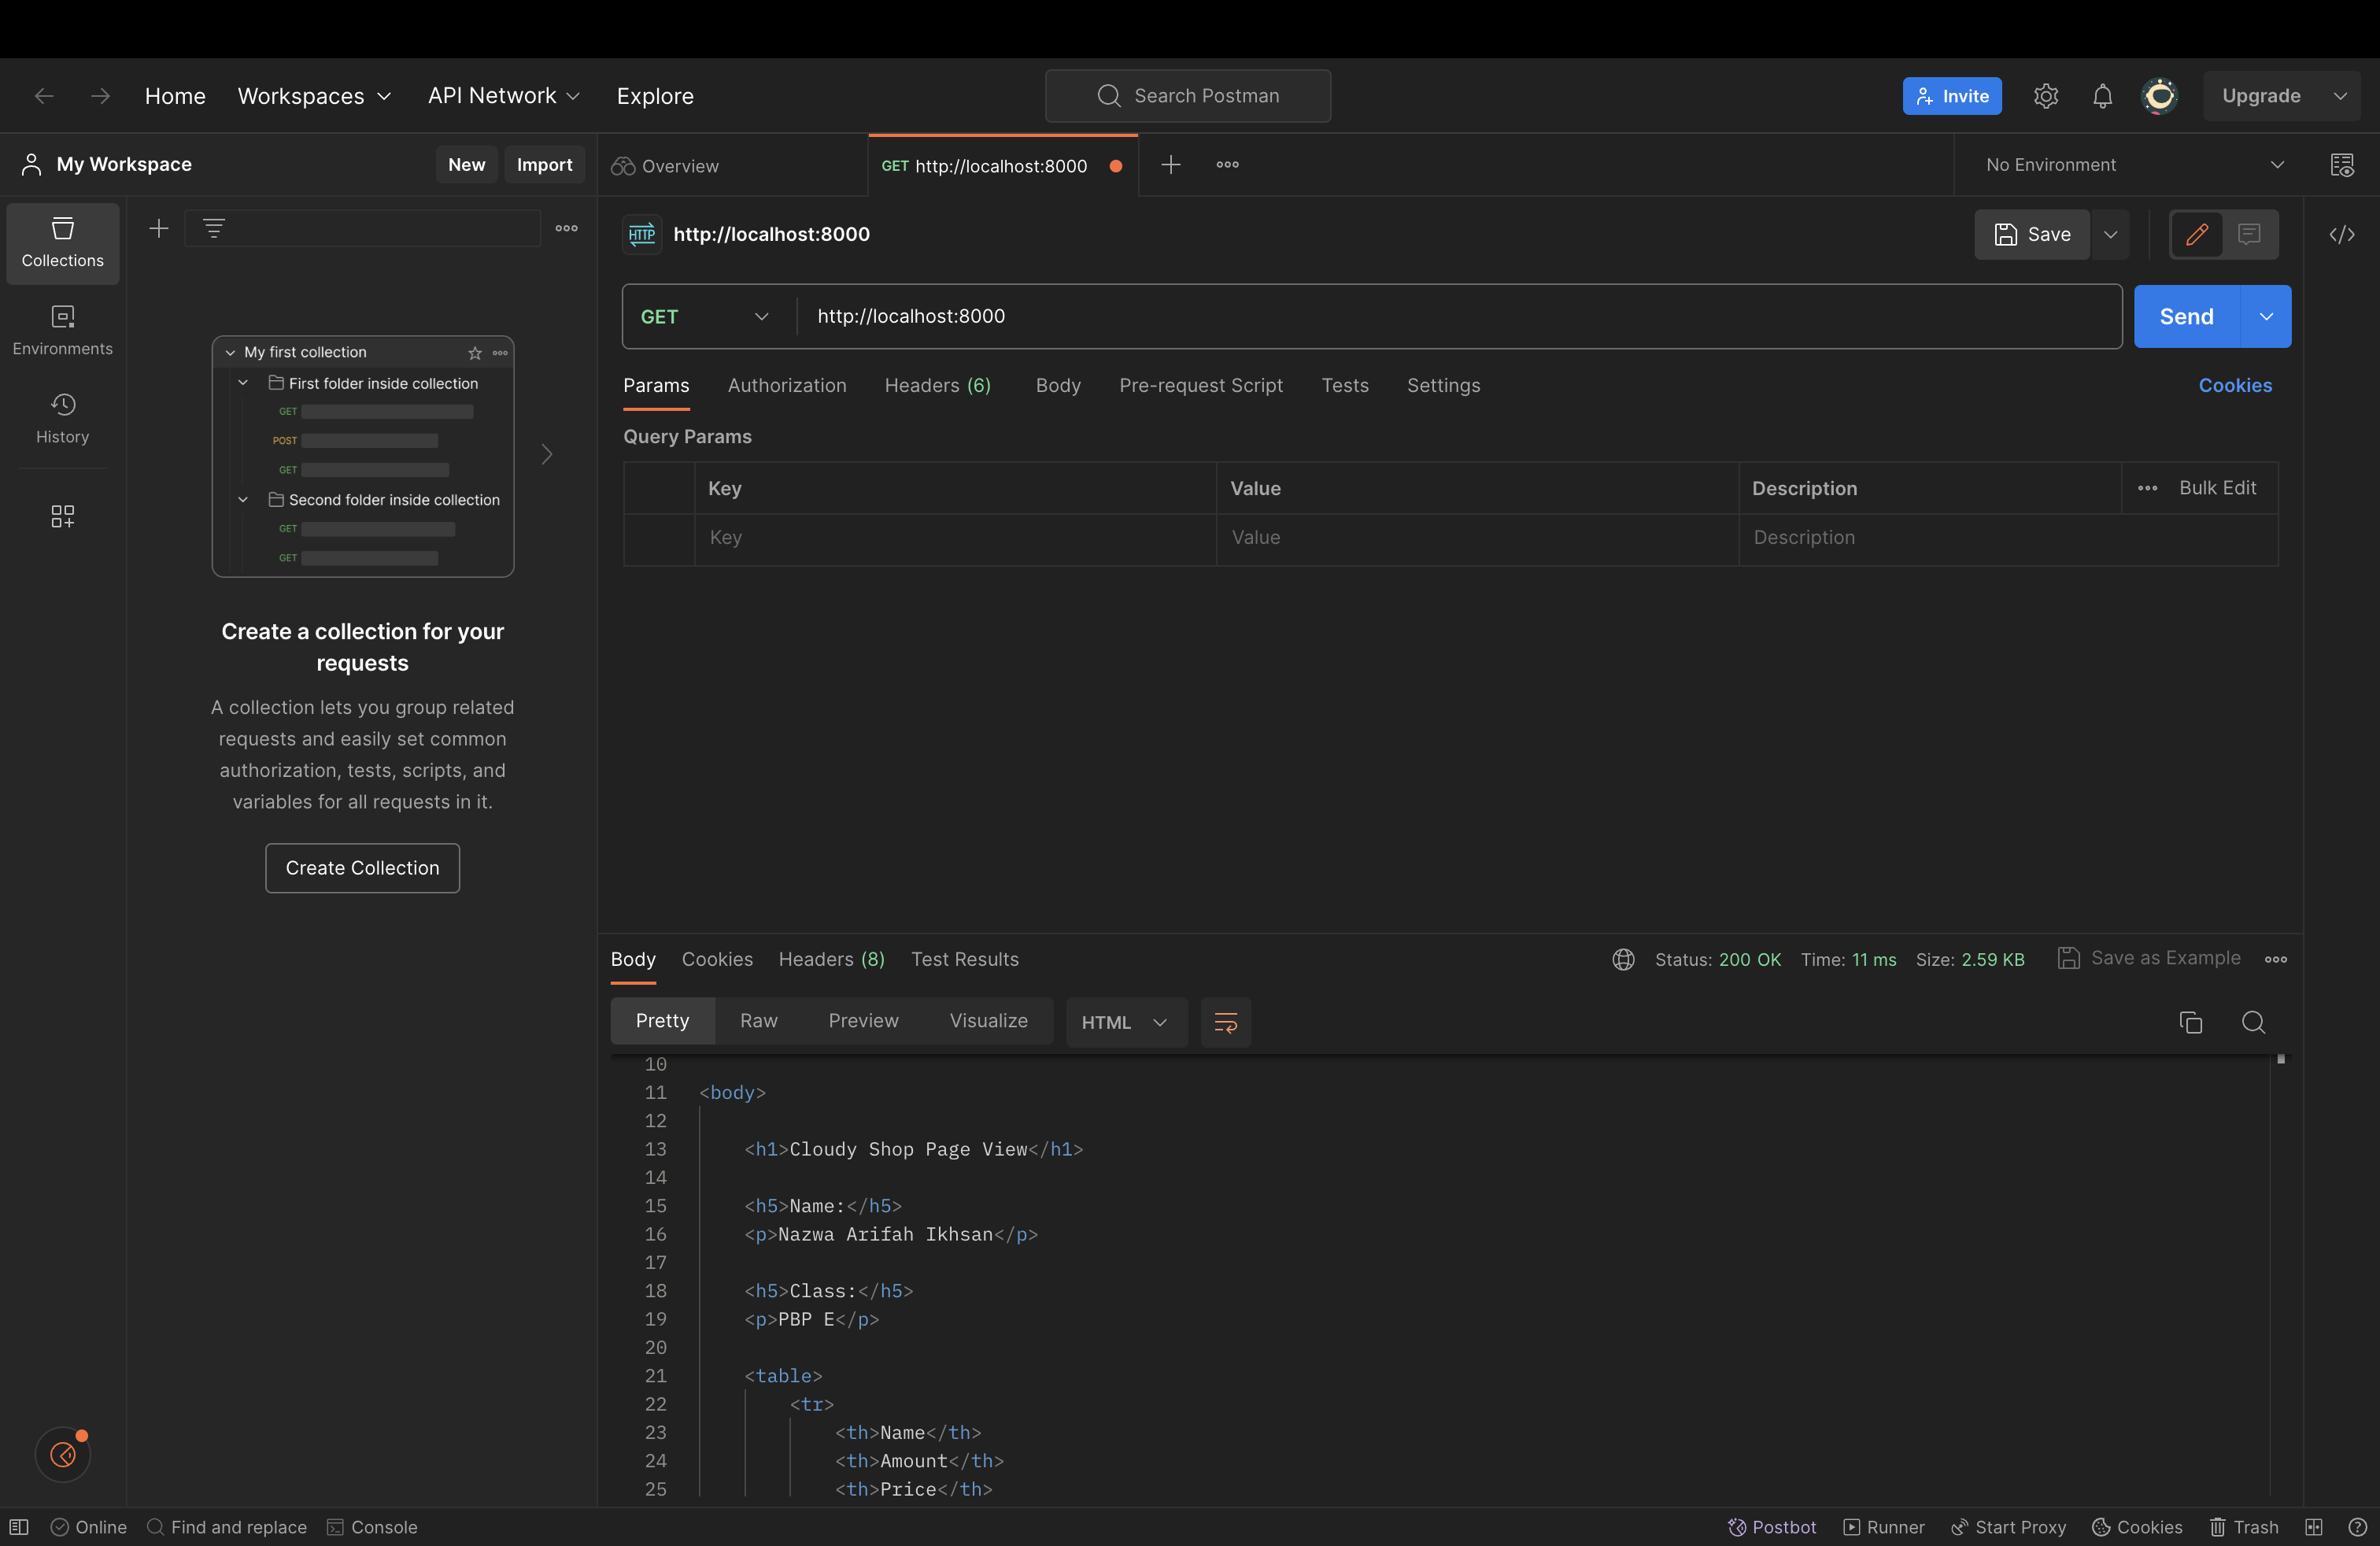 Home Workspaces API Network Explore Search Postman Invite Upgrade
My Workspace New Import Overview GET http://localhost:8000 No Environment
Collections
Environments
History
My first collection
First folder inside collection
GET
POST
GET
Second folder inside collection
GET
GET
Create a collection for your
requests
A collection lets you group related
requests and easily set common
authorization, tests, scripts, and
variables for all requests in it.
Create Collection
HTTP http://localhost:8000 Save
GET http://localhost:8000 Send
Params Authorization Headers (6) Body Pre-request Script Tests Settings Cookies
Query Params
Key Value Description Bulk Edit
Key Value Description
Body Cookies Headers (8) Test Results Status: 200 OK Time: 11 ms Size: 2.59 KB Save as Example
Pretty Raw Preview Visualize HTML
10
11 <body>
12
13 <h1>Cloudy Shop Page View</h1>
14
15 <h5>Name:</h5>
16 <p>Nazwa Arifah Ikhsan</p>
17
18 <h5>Class:</h5>
19 <p>PBP E</p>
20
21 <table>
22 <tr>
23 <th>Name</th>
24 <th>Amount</th>
25 <th>Price</th>
Online Find and replace Console Postbot Runner Start Proxy Cookies Trash